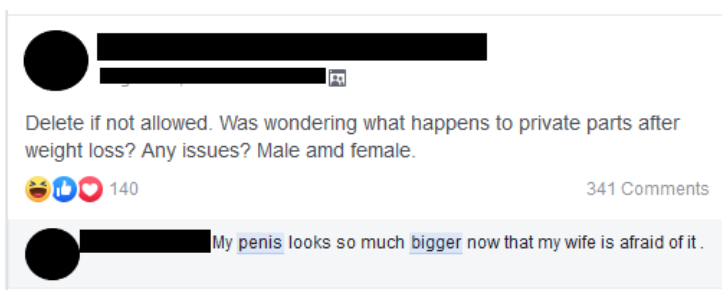 Delete if not allowed. Was wondering what happens to private parts after
weight loss? Any issues? Male amd female.
140
341 Comments
My penis looks so much bigger now that my wife is afraid of it .